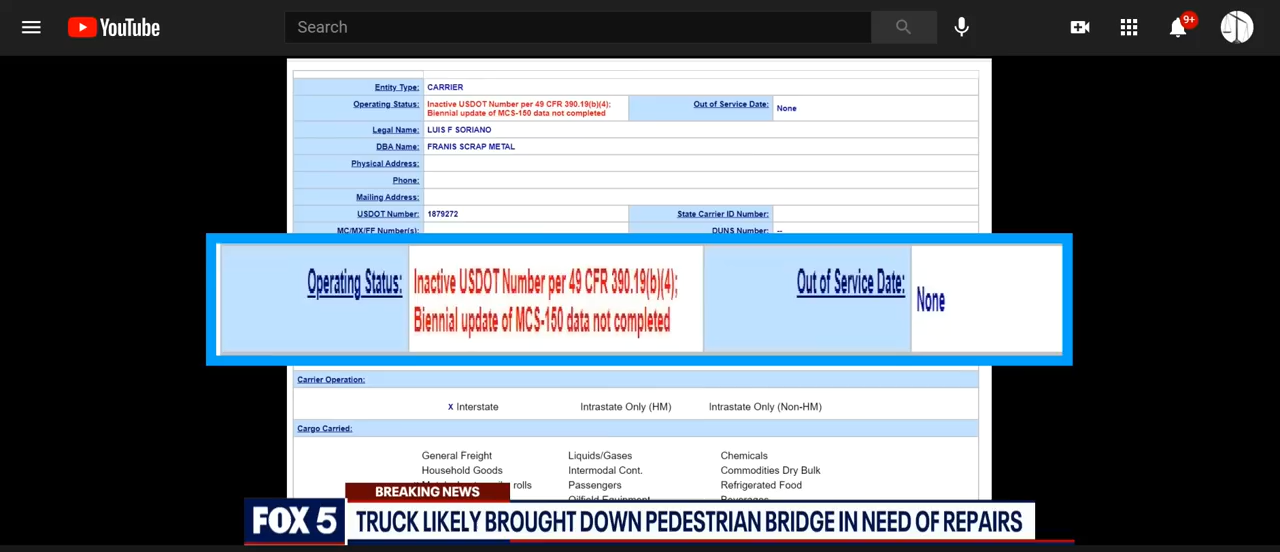 YouTube
Search
9+
Entity Type: CARRIER
Operating Status: Inactive USDOT Number per 49 CFR 390.19(b)(4); Out of Service Date: None
Biennial update of MCS-150 data not completed
Legal Name: LUIS F SORIANO
DBA Name: FRANIS SCRAP METAL
Physical Address:
Phone:
Mailing Address:
USDOT Number: 1879272 State Carrier ID Number:
MC/MX/FF Number(s): DUNS Number: --
Operating Status: Inactive USDOT Number per 49 CFR 390.19(b)(4); Out of Service Date: None
Biennial update of MCS-150 data not completed
Carrier Operation:
X Interstate Intrastate Only (HM) Intrastate Only (Non-HM)
Cargo Carried:
General Freight Liquids/Gases Chemicals
Household Goods Intermodal Cont. Commodities Dry Bulk
rolls Passengers Refrigerated Food
Oilfield Equipment Beverages
BREAKING NEWS
FOX 5 TRUCK LIKELY BROUGHT DOWN PEDESTRIAN BRIDGE IN NEED OF REPAIRS